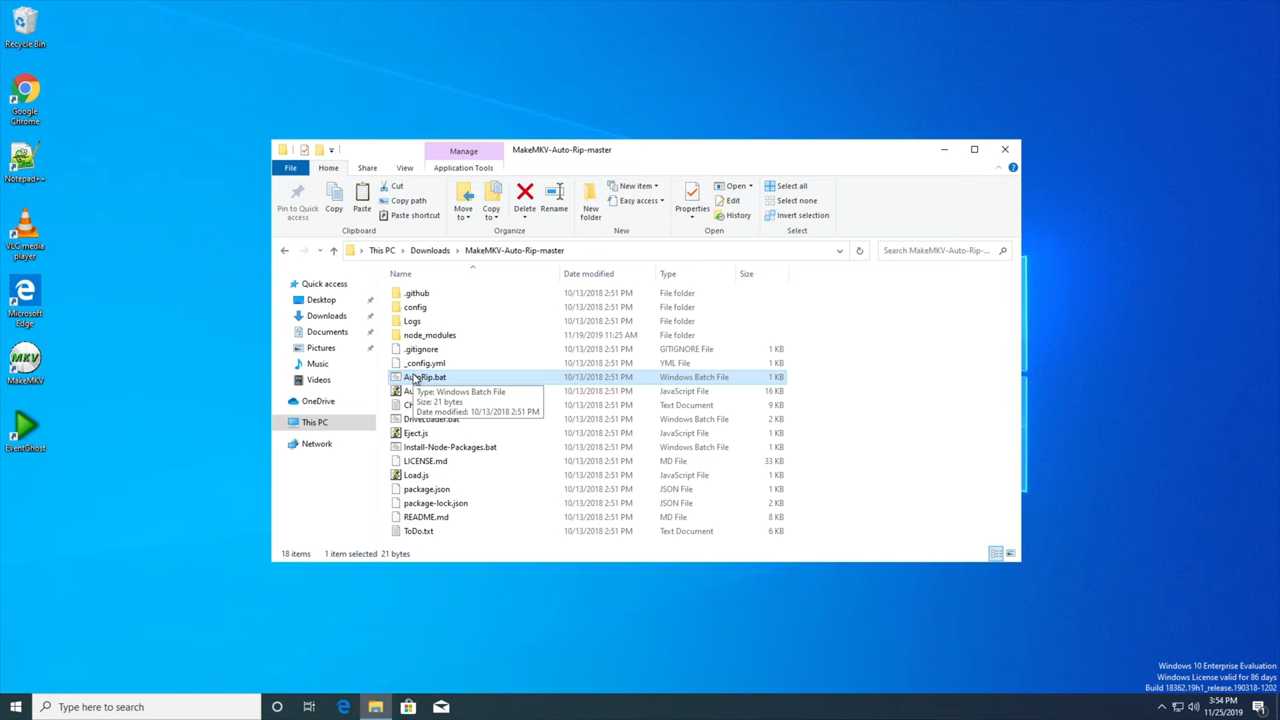 Recycle Bin
Google
Chrome
Notepad++
VLC media
player
Microsoft
Edge
MKV
MakeMKV
EventGhost
Manage
MakeMKV-Auto-Rip-master
File
Home
Share
View
Application Tools
Pin to Quick
access
Copy
Paste
Cut
Copy path
Paste shortcut
Clipboard
Move
to
Copy
to
Delete
Rename
Organize
New
folder
New item
Easy access
New
Properties
Open
Edit
History
Open
Select all
Select none
Invert selection
Select
This PC
Downloads
MakeMKV-Auto-Rip-master
Search MakeMKV-Auto-Rip-...
Quick access
Desktop
Downloads
Documents
Pictures
Music
Videos
OneDrive
This PC
Network
Name Date modified Type Size
.github 10/13/2018 2:51 PM File folder
config 10/13/2018 2:51 PM File folder
Logs 10/13/2018 2:51 PM File folder
node_modules 11/19/2019 11:25 AM File folder
.gitignore 10/13/2018 2:51 PM GITIGNORE File 1 KB
_config.yml 10/13/2018 2:51 PM YML File 1 KB
AutoRip.bat 10/13/2018 2:51 PM Windows Batch File 1 KB
Au 10/13/2018 2:51 PM JavaScript File 16 KB
Ch 10/13/2018 2:51 PM Text Document 9 KB
DriveLoader.bat 10/13/2018 2:51 PM Windows Batch File 1 KB
Eject.js 10/13/2018 2:51 PM JavaScript File 1 KB
Install-Node-Packages.bat 10/13/2018 2:51 PM Windows Batch File 1 KB
LICENSE.md 10/13/2018 2:51 PM MD File 33 KB
Load.js 10/13/2018 2:51 PM JavaScript File 1 KB
package.json 10/13/2018 2:51 PM JSON File 1 KB
package-lock.json 10/13/2018 2:51 PM JSON File 2 KB
README.md 10/13/2018 2:51 PM MD File 8 KB
ToDo.txt 10/13/2018 2:51 PM Text Document 6 KB
Type: Windows Batch File
Size: 21 bytes
Date modified: 10/13/2018 2:51 PM
18 items 1 item selected 21 bytes
Windows 10 Enterprise Evaluation
Windows License valid for 86 days
Build 18362.19h1_release.190318-1202
Type here to search
3:54 PM
11/25/2019
1